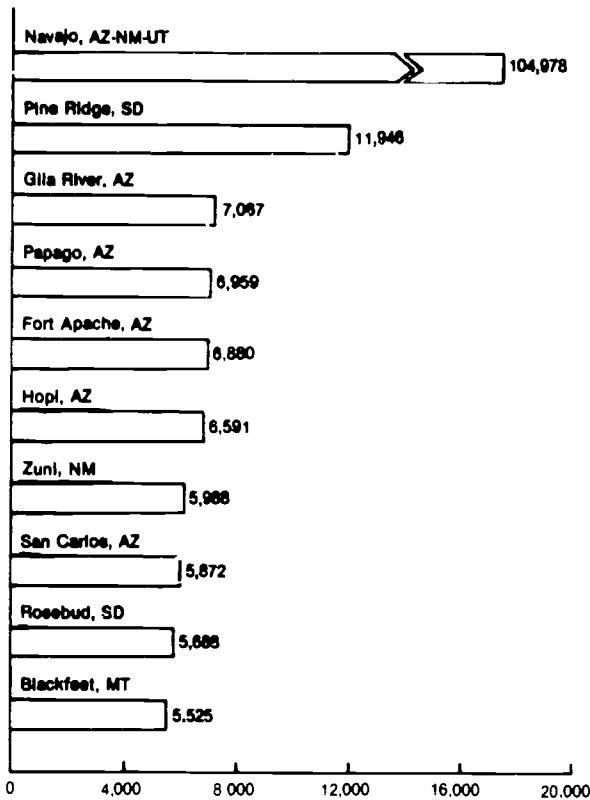 Navajo, AZ-NM-UT
104,978
Pine Ridge, SD
11,946
Gila River, AZ
7,067
Papago, AZ
6,959
Fort Apache, AZ
6,880
Hopi, AZ
6,591
Zuni, NM
5,988
San Carlos, AZ
5,872
Rosebud, SD
5,688
Blackfeet, MT
5,525
0 4,000 8 000 12,000 16,000 20.000